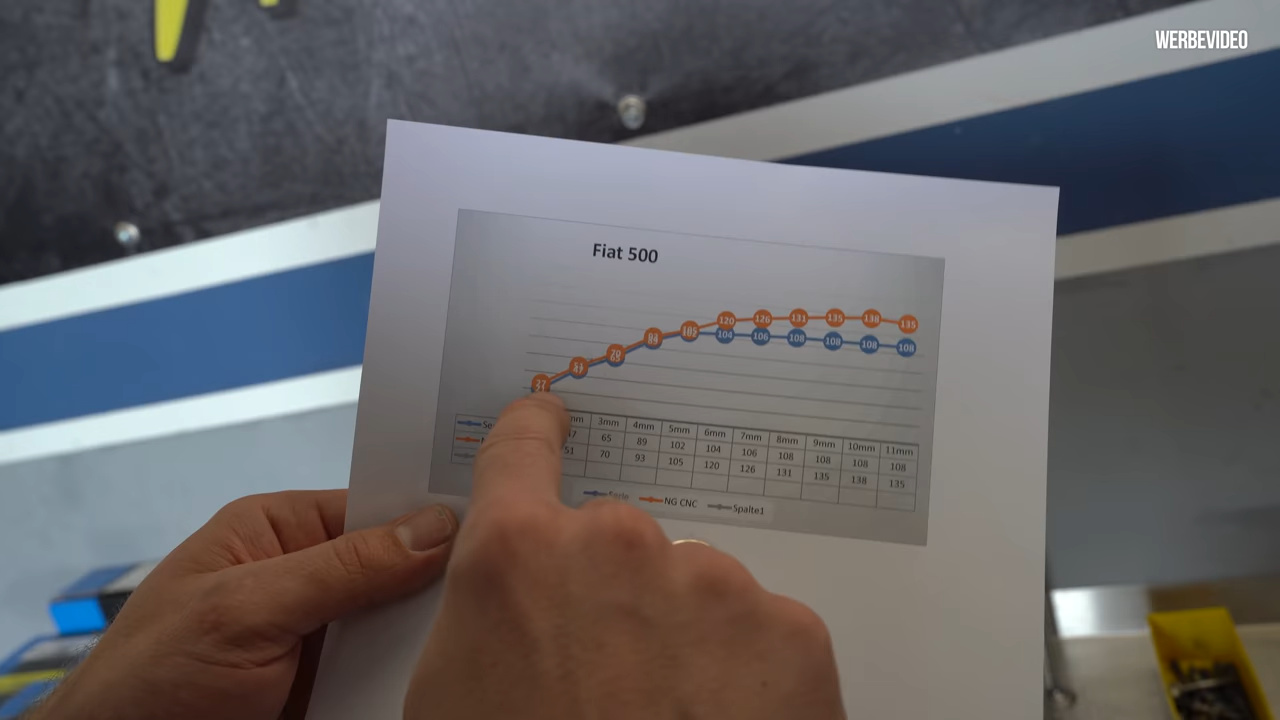 WERBEVIDEO
Fiat 500
120 126 131 135 138 135
104 106 108 108 108 108
3mm 4mm 5mm 6mm 7mm 8mm 9mm 10mm 11mm
65 89 102 104 106 108 108 108 108
51 70 93 105 120 126 131 135 138 135
Serie NG CNC Spalte1